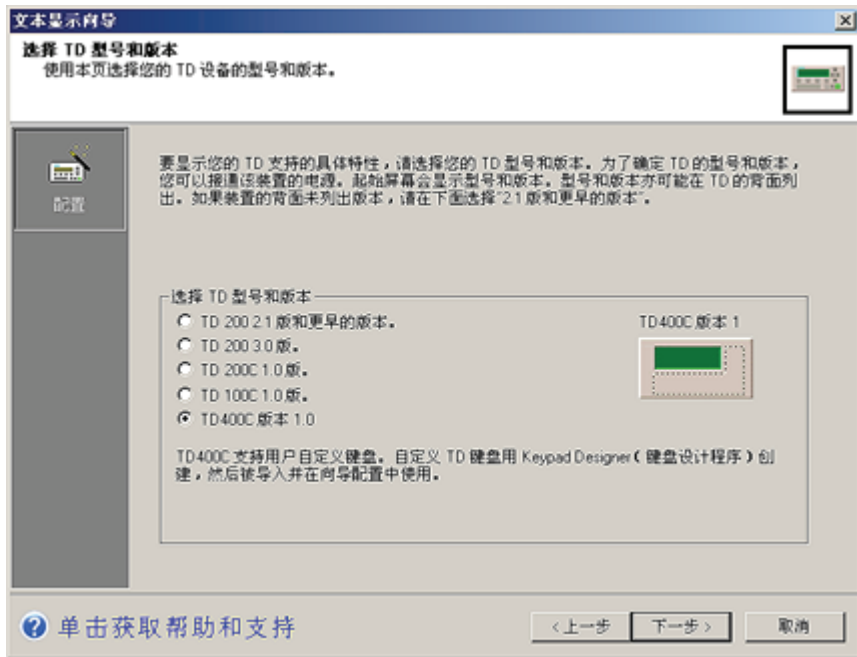 文本显示向导
选择 TD 型号和版本
使用本页选择您的 TD 设备的型号和版本。
配置
要显示您的 TD 支持的具体特性，请选择您的 TD 型号和版本。为了确定 TD 的型号和版本，
您可以接通该装置的电源。起始屏幕会显示型号和版本。型号和版本亦可能在 TD 的背面列
出。如果装置的背面未列出版本，请在下面选择"2.1 版和更早的版本"。
选择 TD 型号和版本
TD 200 2.1 版和更早的版本。
TD400C 版本 1
TD 200 3.0 版。
TD 200C 1.0 版。
TD 100C 1.0 版。
TD400C 版本 1.0
TD400C 支持用户自定义键盘。自定义 TD 键盘用 Keypad Designer（键盘设计程序）创
建，然后被导入并在向导配置中使用。
单击获取帮助和支持
<上一步
下一步>
取消